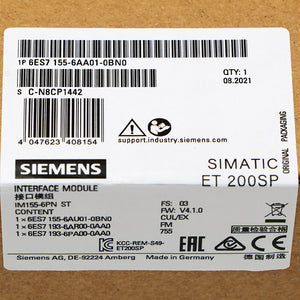 1P 6ES7 155-6AA01-0BN0
QTY: 1
08.2021
S C-N8CP1442
4 047623 408154
support.industry.siemens.com
ORIGINAL PACKAGING
SIEMENS
SIMATIC
ET 200SP
INTERFACE MODULE
接口模组
IM155-6PN ST
CONTENT
1 x 6ES7 155-6AU01-0BN0
1 x 6ES7 193-6AR00-0AA0
1 x 6ES7 193-6PA00-0AA0
FS: 03
FW: V4.1.0
CUL/EX
FM
755
KCC-REM-S49-
ET200SP
Siemens AG, DE-92224 Amberg
Made in Germany
德国制造